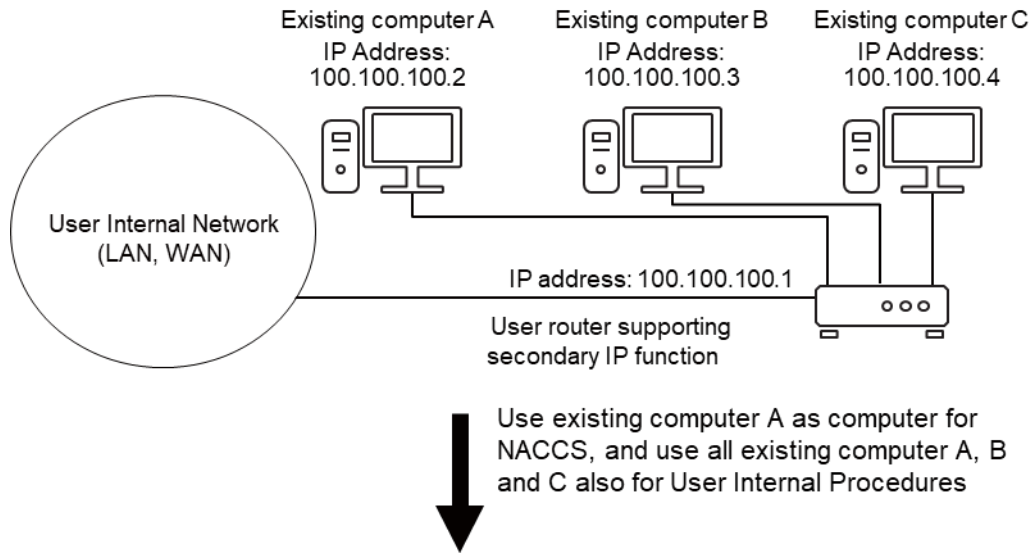 Existing computer A
IP Address:
100.100.100.2
Existing computer B
IP Address:
100.100.100.3
Existing computer C
IP Address:
100.100.100.4
User Internal Network
(LAN, WAN)
IP address: 100.100.100.1
User router supporting
secondary IP function
Use existing computer A as computer for
NACCS, and use all existing computer A, B
and C also for User Internal Procedures